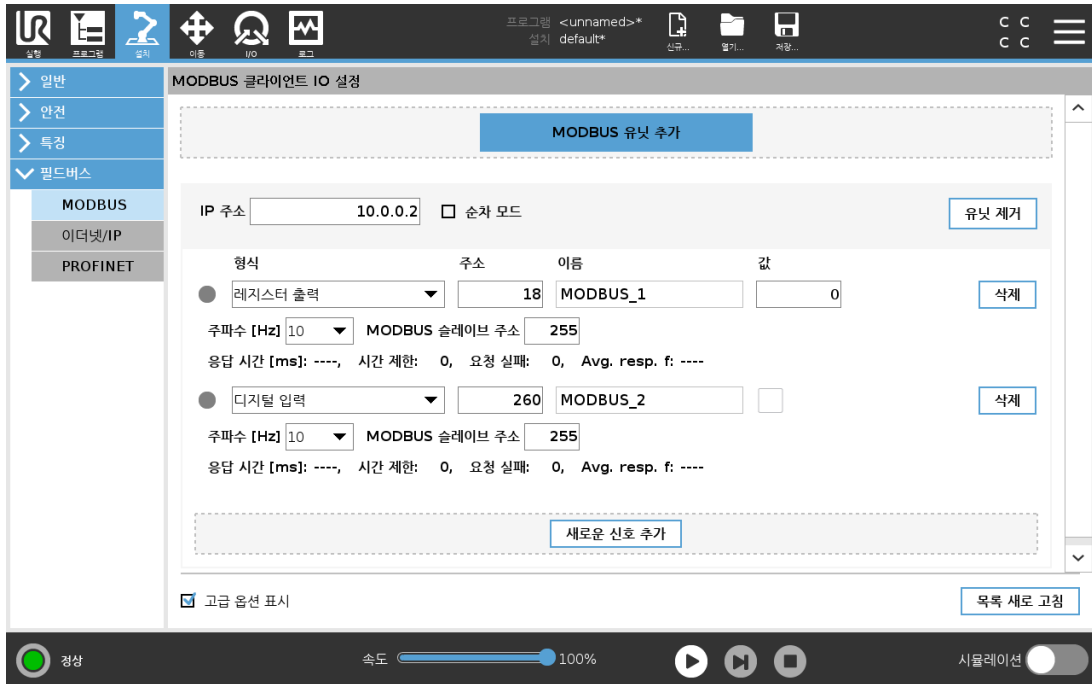 UR
실행
프로그램
설치
이동
I/O
로그
프로그램 <unnamed>*
설치 default*
신규...
열기...
저장...
C C
C C
일반
안전
특징
필드버스
MODBUS
이더넷/IP
PROFINET
MODBUS 클라이언트 IO 설정
MODBUS 유닛 추가
IP 주소 10.0.0.2 순차 모드 유닛 제거
형식 주소 이름 값
레지스터 출력 18 MODBUS_1 0 삭제
주파수 [Hz] 10 MODBUS 슬레이브 주소 255
응답 시간 [ms]: ----, 시간 제한: 0, 요청 실패: 0, Avg. resp. f: ----
디지털 입력 260 MODBUS_2 삭제
주파수 [Hz] 10 MODBUS 슬레이브 주소 255
응답 시간 [ms]: ----, 시간 제한: 0, 요청 실패: 0, Avg. resp. f: ----
새로운 신호 추가
고급 옵션 표시 목록 새로 고침
정상 속도 100% 시뮬레이션